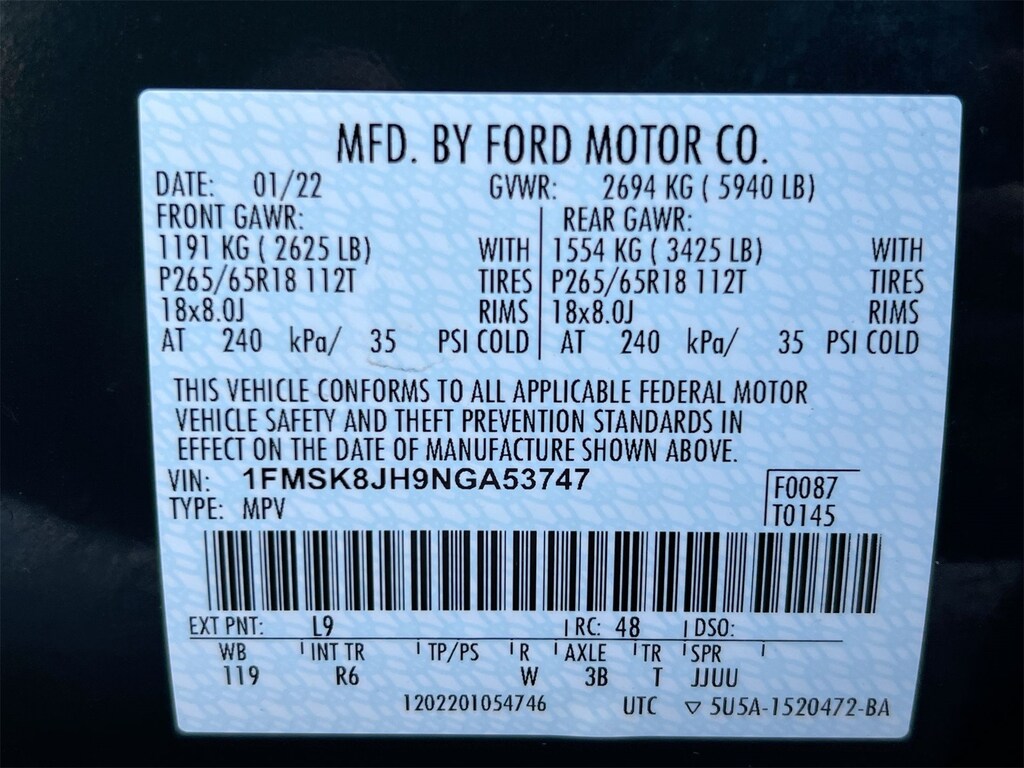 MFD. BY FORD MOTOR CO.
DATE: 01/22 GVWR: 2694 KG ( 5940 LB)
FRONT GAWR: REAR GAWR:
1191 KG ( 2625 LB) WITH 1554 KG ( 3425 LB) WITH
P265/65R18 112T TIRES P265/65R18 112T TIRES
18x8.0J RIMS 18x8.0J RIMS
AT 240 kPa/ 35 PSI COLD AT 240 kPa/ 35 PSI COLD
THIS VEHICLE CONFORMS TO ALL APPLICABLE FEDERAL MOTOR
VEHICLE SAFETY AND THEFT PREVENTION STANDARDS IN
EFFECT ON THE DATE OF MANUFACTURE SHOWN ABOVE.
VIN: 1FMSK8JH9NGA53747 F0087
TYPE: MPV T0145
EXT PNT: L9 RC: 48 DSO:
WB INT TR TP/PS R AXLE TR SPR
119 R6 W 3B T JJUU
1202201054746 UTC ▽ 5U5A-1520472-BA